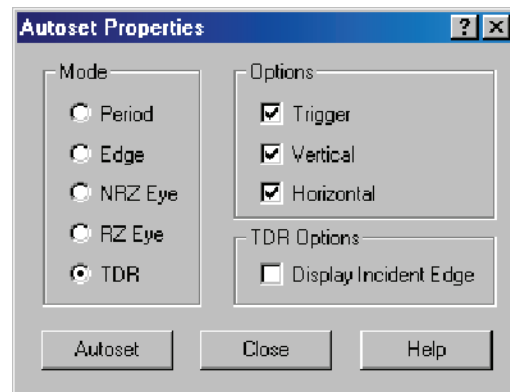 Autoset Properties
Mode
Period
Edge
NRZ Eye
RZ Eye
TDR
Options
Trigger
Vertical
Horizontal
TDR Options
Display Incident Edge
Autoset
Close
Help